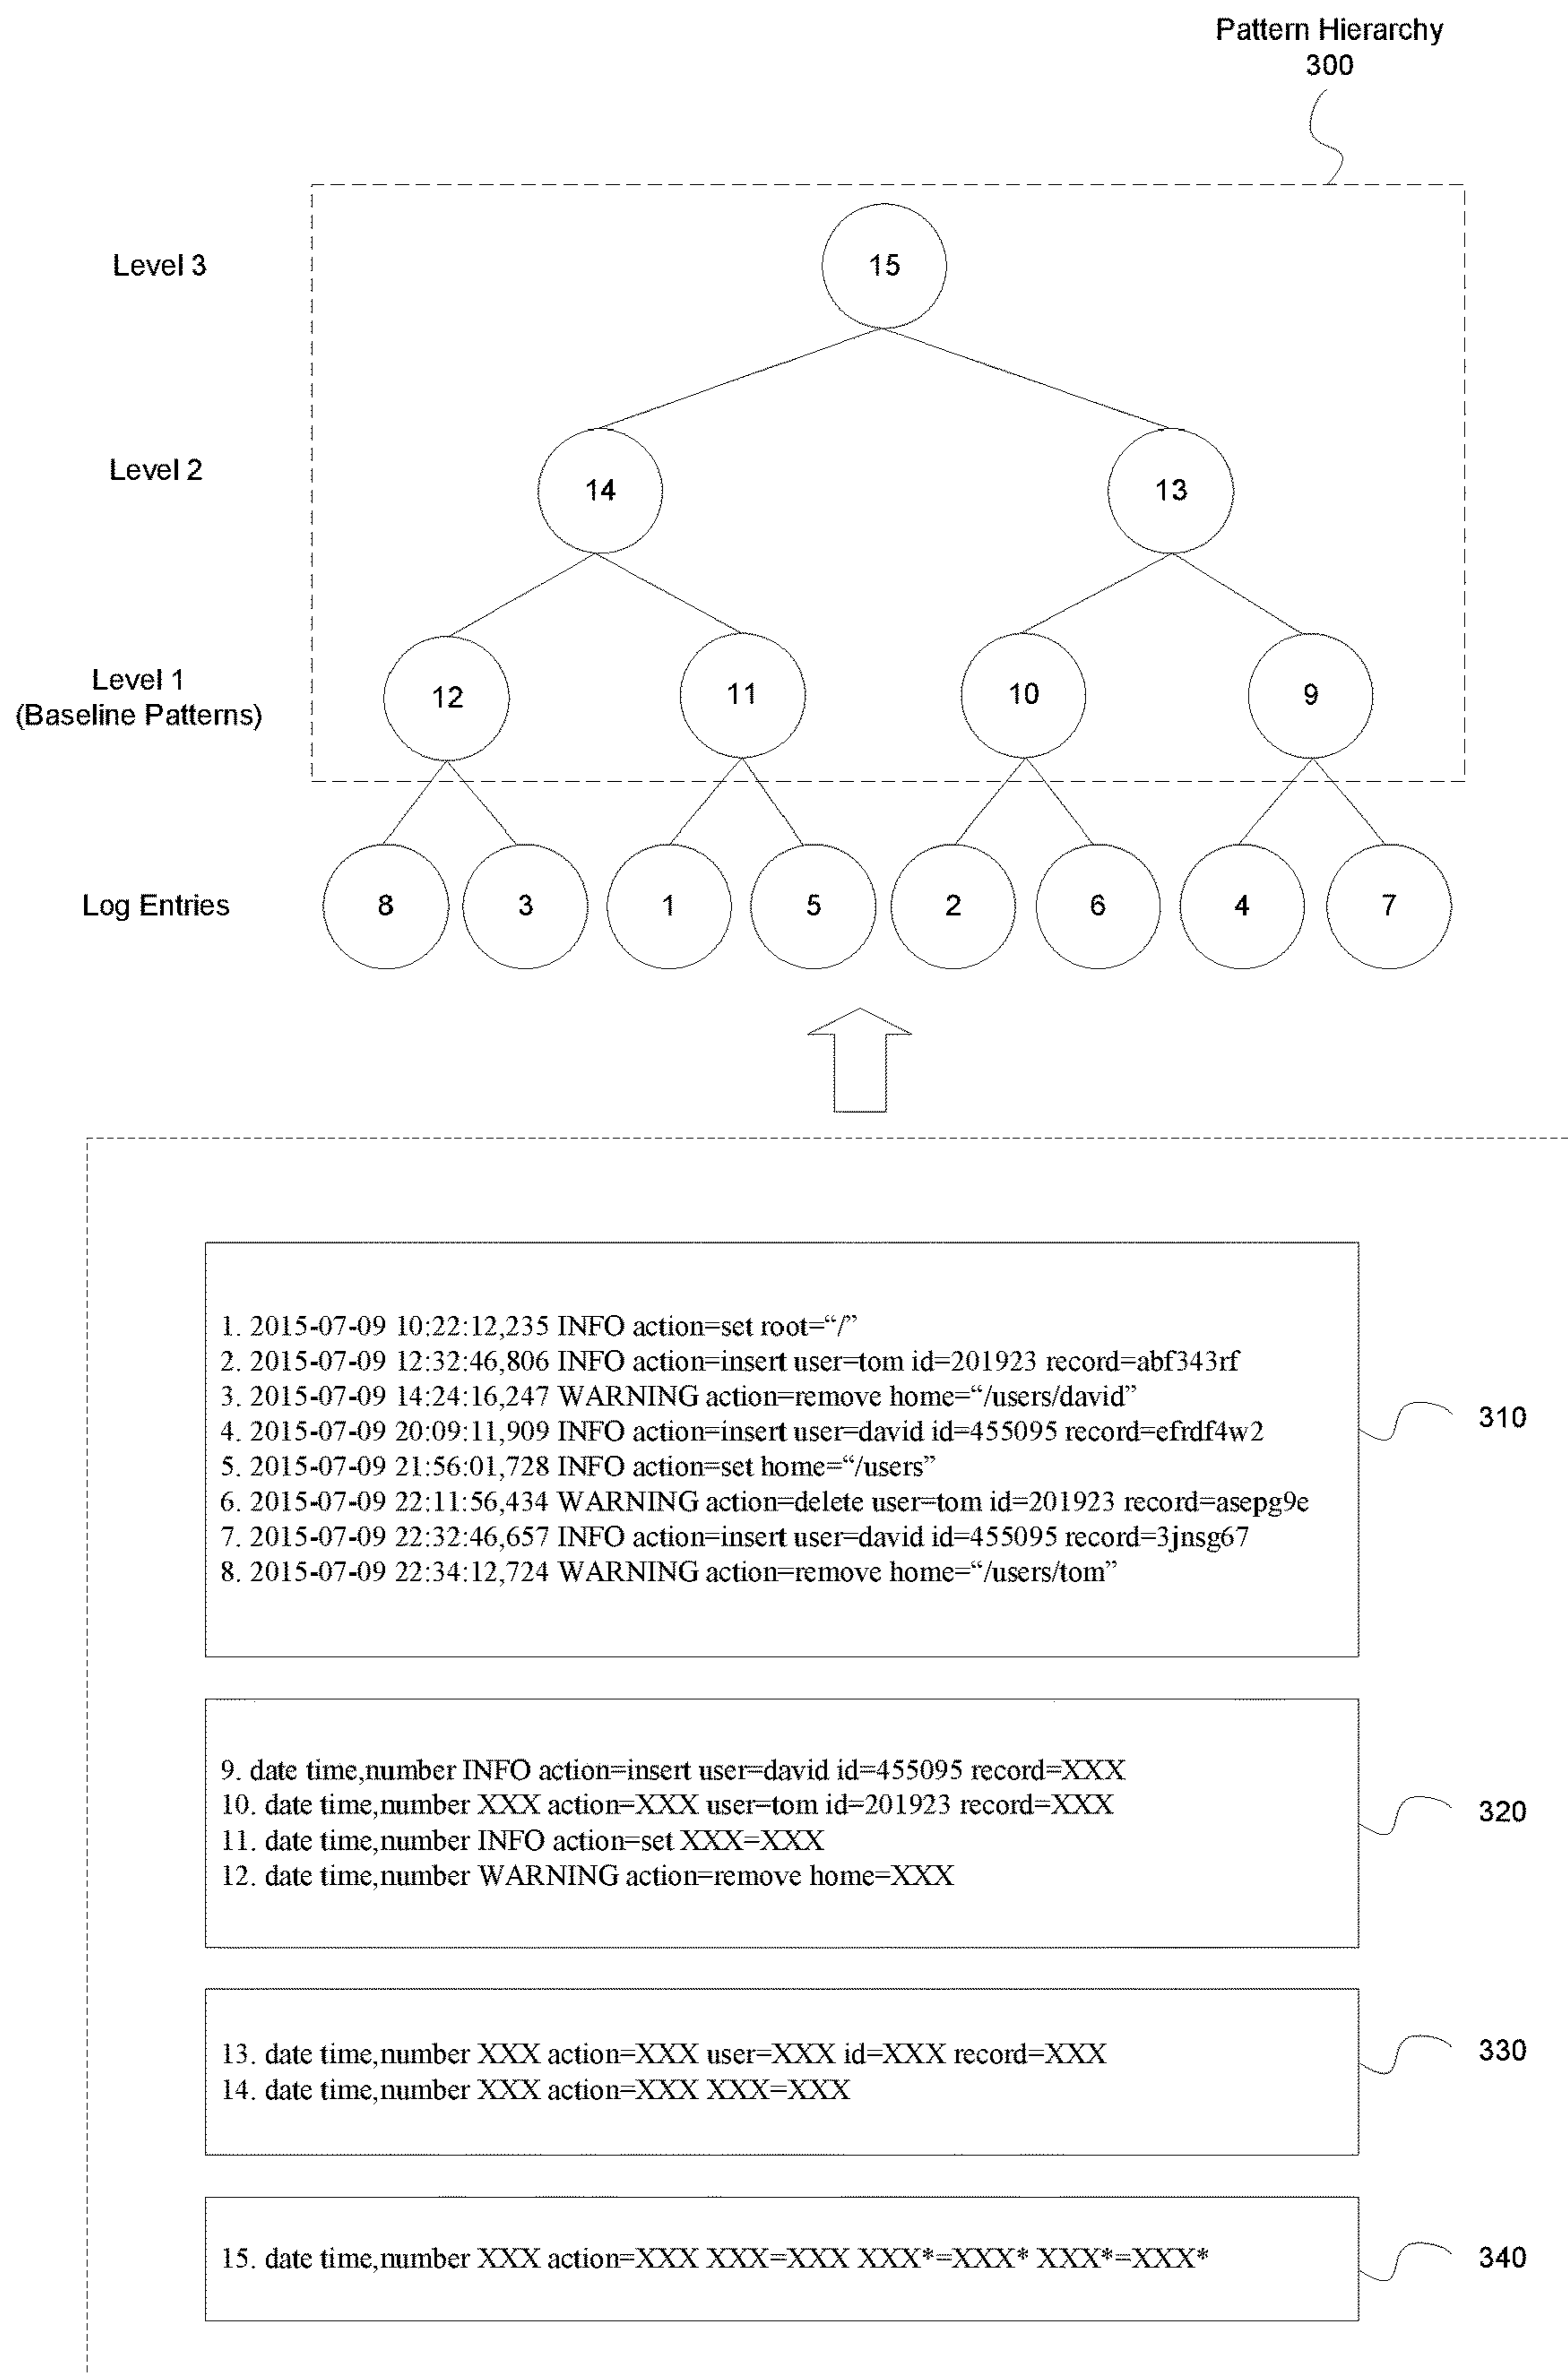 Pattern Hierarchy
300
Level 3
15
Level 2
14
13
Level 1
(Baseline Patterns)
12
11
10
9
Log Entries
8
3
1
5
2
6
4
7
1. 2015-07-09 10:22:12,235 INFO action=set root=“/”
2. 2015-07-09 12:32:46,806 INFO action=insert user=tom id=201923 record=abf343rf
3. 2015-07-09 14:24:16,247 WARNING action=remove home=“/users/david”
4. 2015-07-09 20:09:11,909 INFO action=insert user=david id=455095 record=efrdf4w2
5. 2015-07-09 21:56:01,728 INFO action=set home=“/users”
6. 2015-07-09 22:11:56,434 WARNING action=delete user=tom id=201923 record=asepg9e
7. 2015-07-09 22:32:46,657 INFO action=insert user=david id=455095 record=3jnsg67
8. 2015-07-09 22:34:12,724 WARNING action=remove home=“/users/tom”
310
9. date time,number INFO action=insert user=david id=455095 record=XXX
10. date time,number XXX action=XXX user=tom id=201923 record=XXX
11. date time,number INFO action=set XXX=XXX
12. date time,number WARNING action=remove home=XXX
320
13. date time,number XXX action=XXX user=XXX id=XXX record=XXX
14. date time,number XXX action=XXX XXX=XXX
330
15. date time,number XXX action=XXX XXX=XXX XXX*=XXX* XXX*=XXX*
340